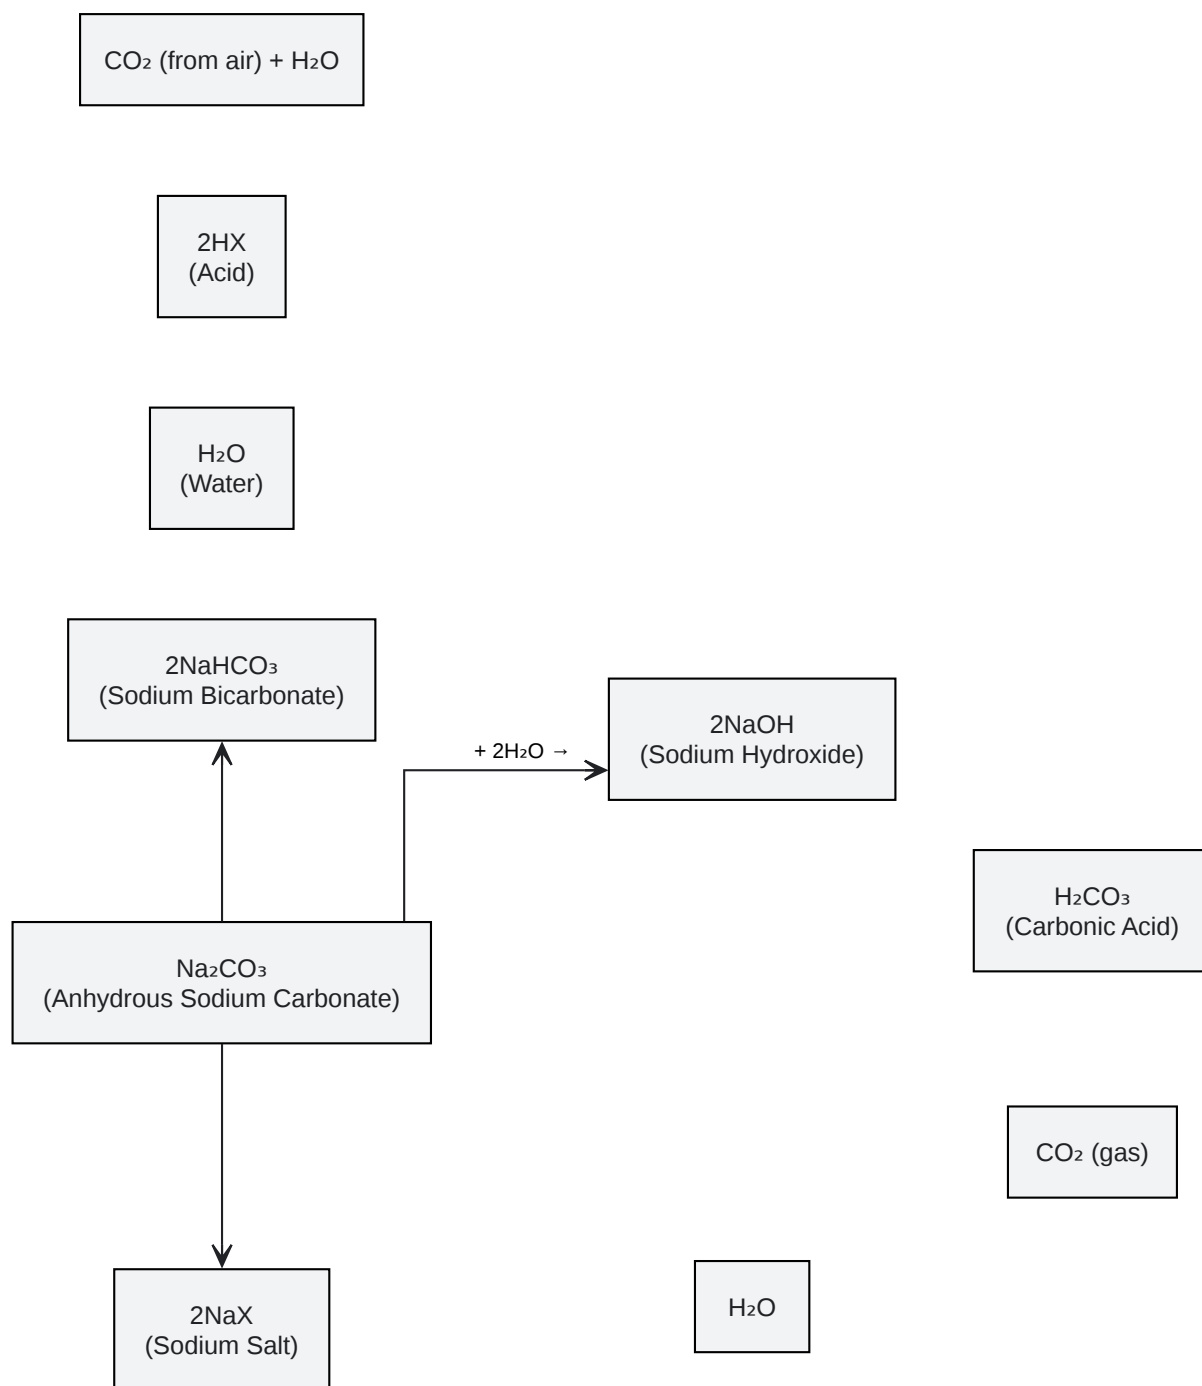 CO₂ (from air) + H₂O
2HX
(Acid)
H₂O
(Water)
2NaHCO₃
(Sodium Bicarbonate)
2NaOH
(Sodium Hydroxide)
+ 2H₂O →
H₂CO₃
(Carbonic Acid)
Na₂CO₃
(Anhydrous Sodium Carbonate)
CO₂ (gas)
H₂O
2NaX
(Sodium Salt)